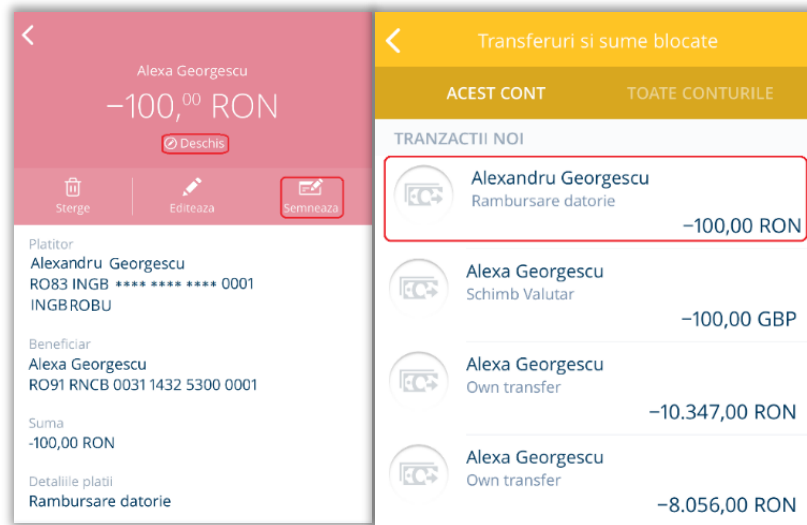 Alexa Georgescu
−100,⁰⁰ RON
Deschis
Sterge
Editeaza
Semneaza
Platitor
Alexandru Georgescu
RO83 INGB **** **** **** 0001
INGBROBU
Beneficiar
Alexa Georgescu
RO91 RNCB 0031 1432 5300 0001
Suma
-100,00 RON
Detaliile platii
Rambursare datorie
Transferuri si sume blocate
ACEST CONT
TOATE CONTURILE
TRANZACTII NOI
Alexandru Georgescu
Rambursare datorie
−100,00 RON
Alexa Georgescu
Schimb Valutar
−100,00 GBP
Alexa Georgescu
Own transfer
−10.347,00 RON
Alexa Georgescu
Own transfer
−8.056,00 RON